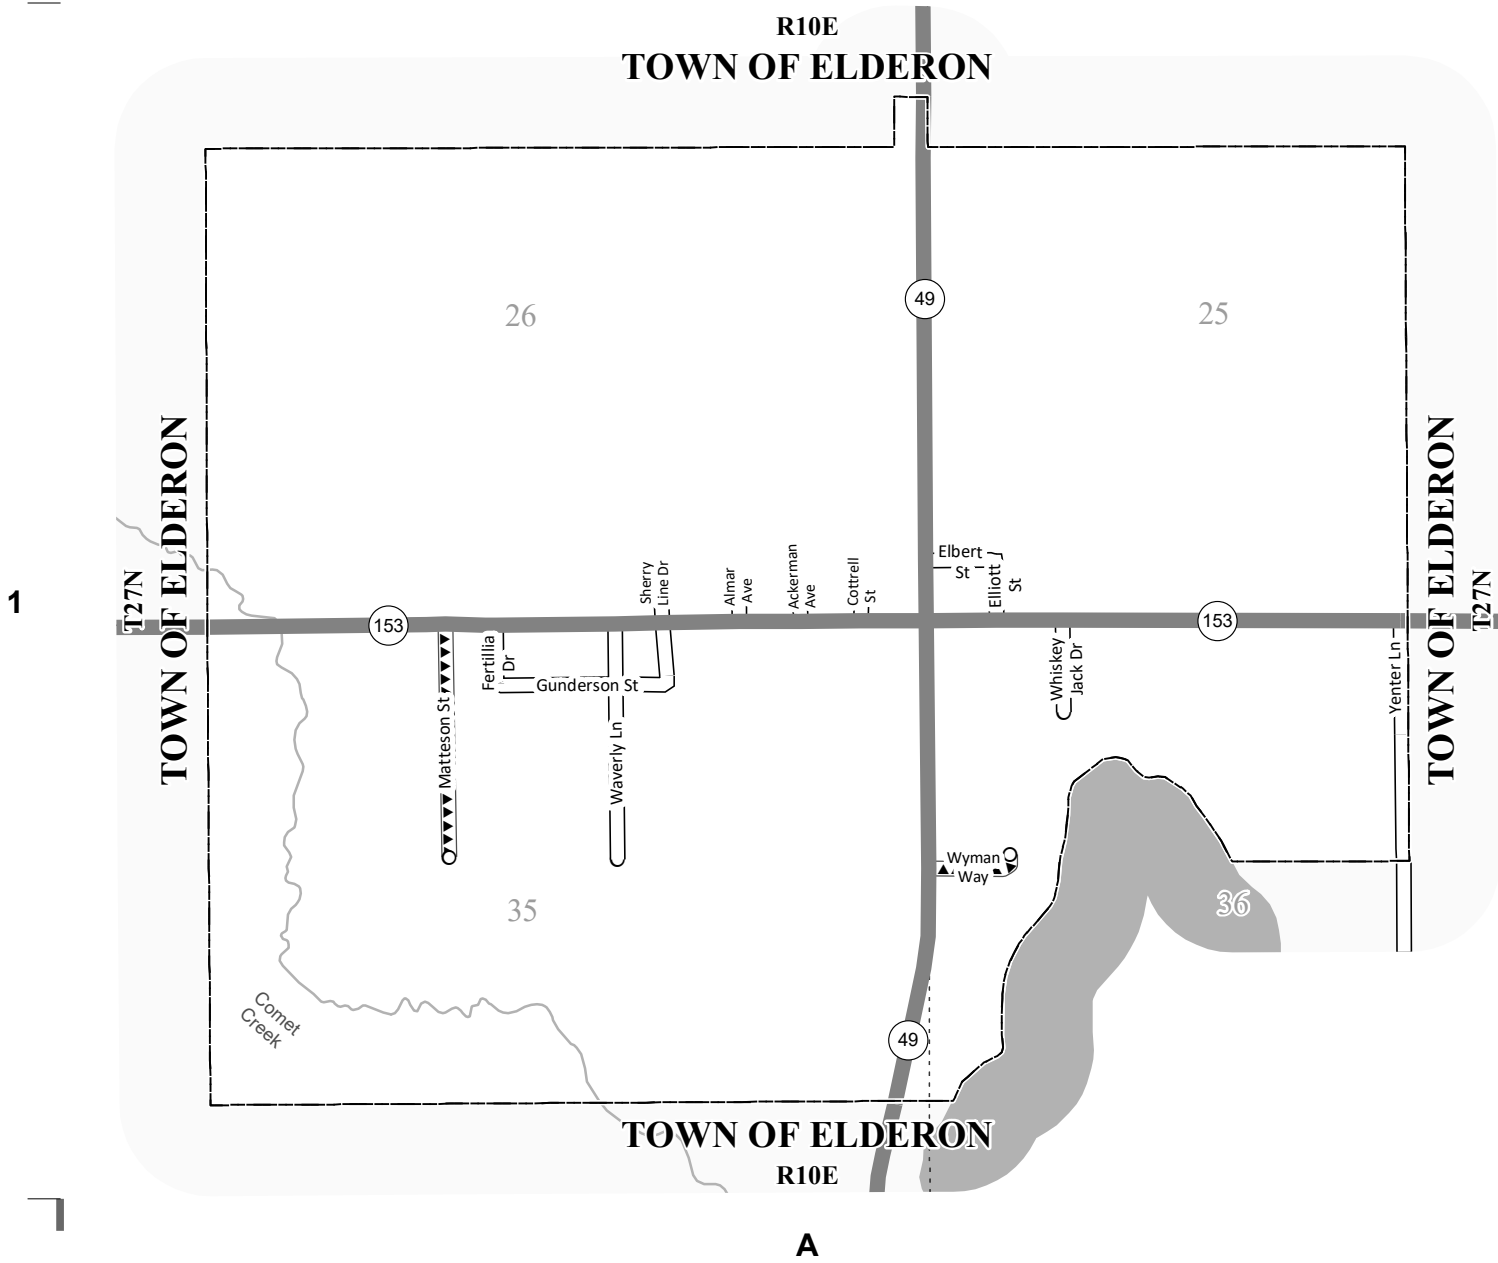 R10E
TOWN OF ELDERON
49
26
25
TOWN OF ELDERON
TOWN OF ELDERON
1
T27N
T27N
153
153
Sherry
Line Dr
Almar
Ave
Ackerman
Ave
Cottrell
St
Elbert
St
Elliott
St
Fertillia
Dr
Gunderson St
Matteson St
Waverly Ln
Whiskey
Jack Dr
Yenter Ln
Wyman
Way
35
36
Comet
Creek
49
TOWN OF ELDERON
R10E
A